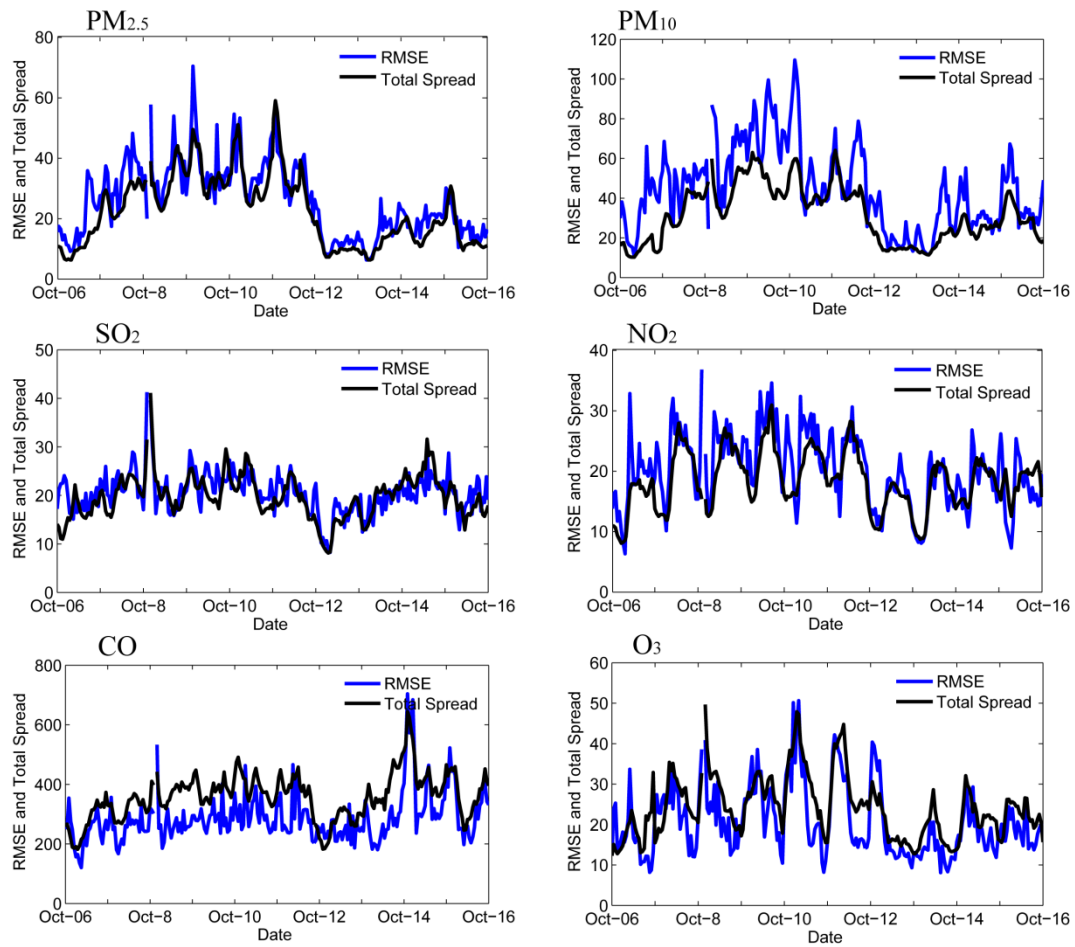 PM2.5
RMSE and Total Spread
80
60
40
20
0
RMSE
Total Spread
Oct−06 Oct−8 Oct−10 Oct−12 Oct−14 Oct−16
Date
PM10
RMSE and Total Spread
120
100
80
60
40
20
0
RMSE
Total Spread
Oct−06 Oct−8 Oct−10 Oct−12 Oct−14 Oct−16
Date
SO2
RMSE and Total Spread
50
40
30
20
10
0
RMSE
Total Spread
Oct−06 Oct−8 Oct−10 Oct−12 Oct−14 Oct−16
Date
NO2
RMSE and Total Spread
40
30
20
10
0
RMSE
Total Spread
Oct−06 Oct−8 Oct−10 Oct−12 Oct−14 Oct−16
Date
CO
RMSE and Total Spread
800
600
400
200
0
RMSE
Total Spread
Oct−06 Oct−8 Oct−10 Oct−12 Oct−14 Oct−16
Date
O3
RMSE and Total Spread
60
50
40
30
20
10
0
RMSE
Total Spread
Oct−06 Oct−8 Oct−10 Oct−12 Oct−14 Oct−16
Date